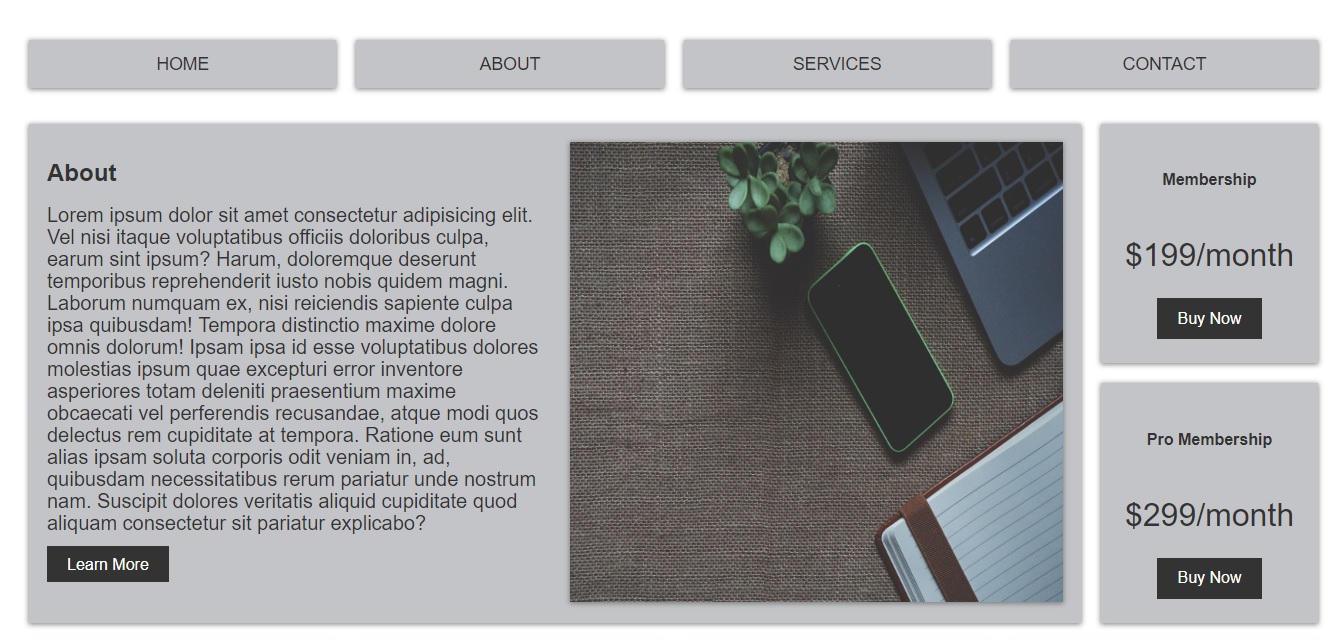 HOME
ABOUT
SERVICES
CONTACT
About
Lorem ipsum dolor sit amet consectetur adipisicing elit.
Vel nisi itaque voluptatibus officiis doloribus culpa,
earum sint ipsum? Harum, doloremque deserunt
temporibus reprehenderit iusto nobis quidem magni.
Laborum numquam ex, nisi reiciendis sapiente culpa
ipsa quibusdam! Tempora distinctio maxime dolore
omnis dolorum! Ipsam ipsa id esse voluptatibus dolores
molestias ipsum quae excepturi error inventore
asperiores totam deleniti praesentium maxime
obcaecati vel perferendis recusandae, atque modi quos
delectus rem cupiditate at tempora. Ratione eum sunt
alias ipsam soluta corporis odit veniam in, ad,
quibusdam necessitatibus rerum pariatur unde nostrum
nam. Suscipit dolores veritatis aliquid cupiditate quod
aliquam consectetur sit pariatur explicabo?
Learn More
Membership
$199/month
Buy Now
Pro Membership
$299/month
Buy Now